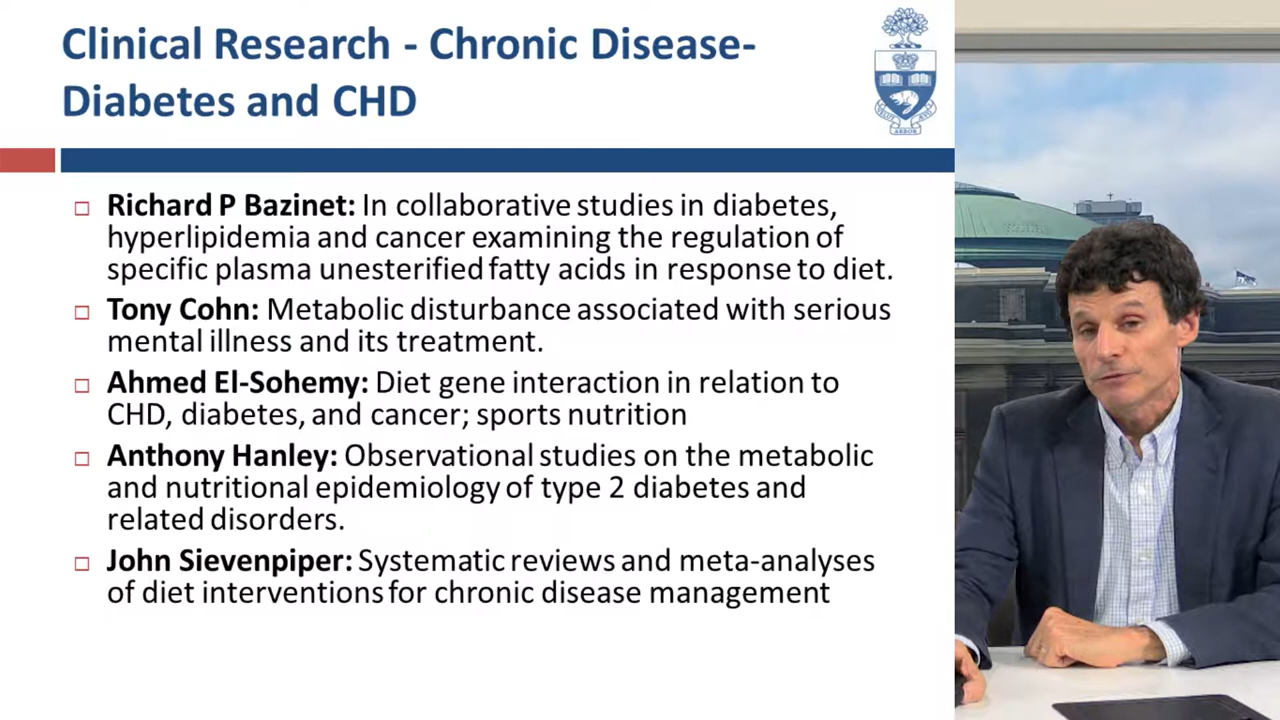 Clinical Research - Chronic Disease-
Diabetes and CHD
Richard P Bazinet: In collaborative studies in diabetes,
hyperlipidemia and cancer examining the regulation of
specific plasma unesterified fatty acids in response to diet.
Tony Cohn: Metabolic disturbance associated with serious
mental illness and its treatment.
Ahmed El-Sohemy: Diet gene interaction in relation to
CHD, diabetes, and cancer; sports nutrition
Anthony Hanley: Observational studies on the metabolic
and nutritional epidemiology of type 2 diabetes and
related disorders.
John Sievenpiper: Systematic reviews and meta-analyses
of diet interventions for chronic disease management